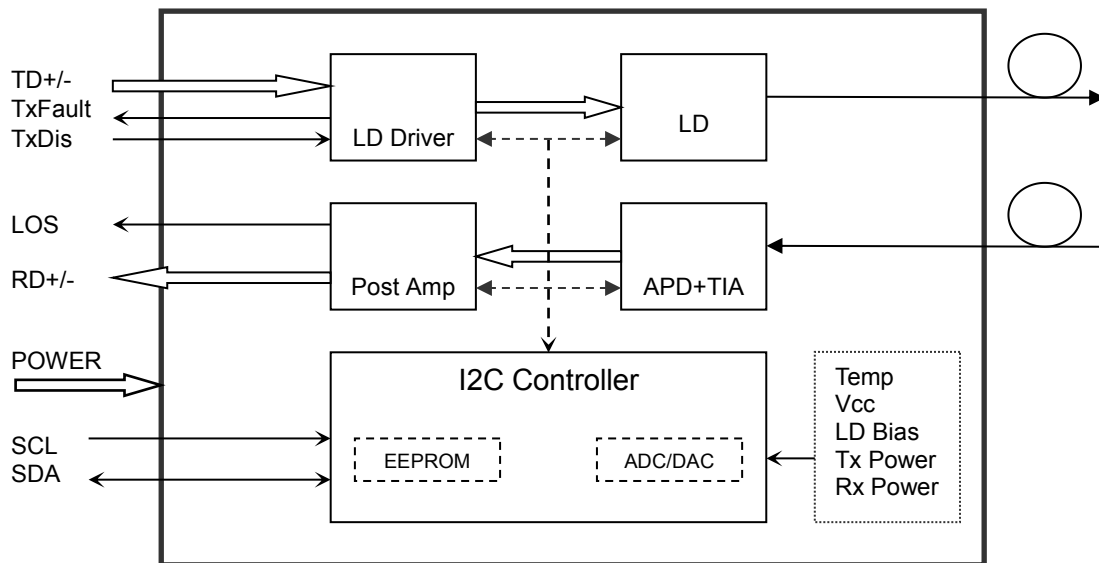 TD+/-
TxFault
TxDis
LD Driver
LD
LOS
RD+/-
Post Amp
APD+TIA
POWER
I2C Controller
SCL
SDA
EEPROM
ADC/DAC
Temp
Vcc
LD Bias
Tx Power
Rx Power